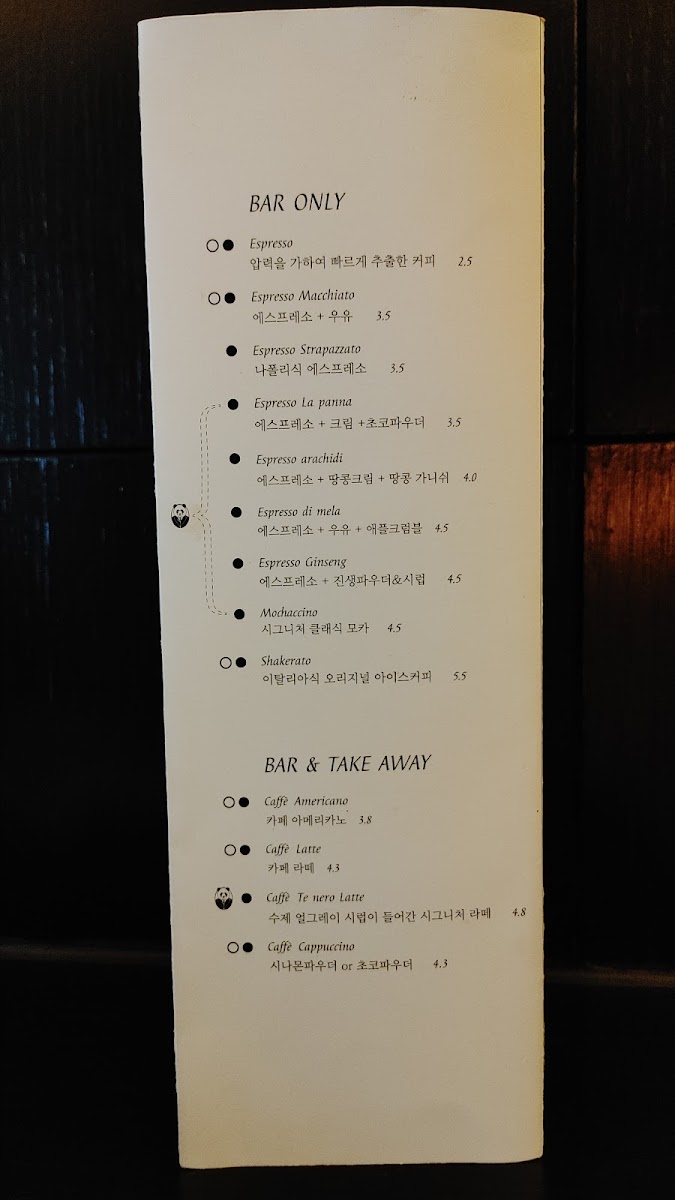 BAR ONLY
Espresso
압력을 가하여 빠르게 추출한 커피 2.5
Espresso Macchiato
에스프레소 + 우유 3.5
Espresso Strapazzato
나폴리식 에스프레소 3.5
Espresso La panna
에스프레소 + 크림 +초코파우더 3.5
Espresso arachidi
에스프레소 + 땅콩크림 + 땅콩 가니쉬 4.0
Espresso di mela
에스프레소 + 우유 + 애플크럼블 4.5
Espresso Ginseng
에스프레소 + 진생파우더&시럽 4.5
Mochaccino
시그니처 클래식 모카 4.5
Shakerato
이탈리아식 오리지널 아이스커피 5.5
BAR & TAKE AWAY
Caffè Americano
카페 아메리카노 3.8
Caffè Latte
카페 라떼 4.3
Caffè Te nero Latte
수제 얼그레이 시럽이 들어간 시그니처 라떼 4.8
Caffè Cappuccino
시나몬파우더 or 초코파우더 4.3